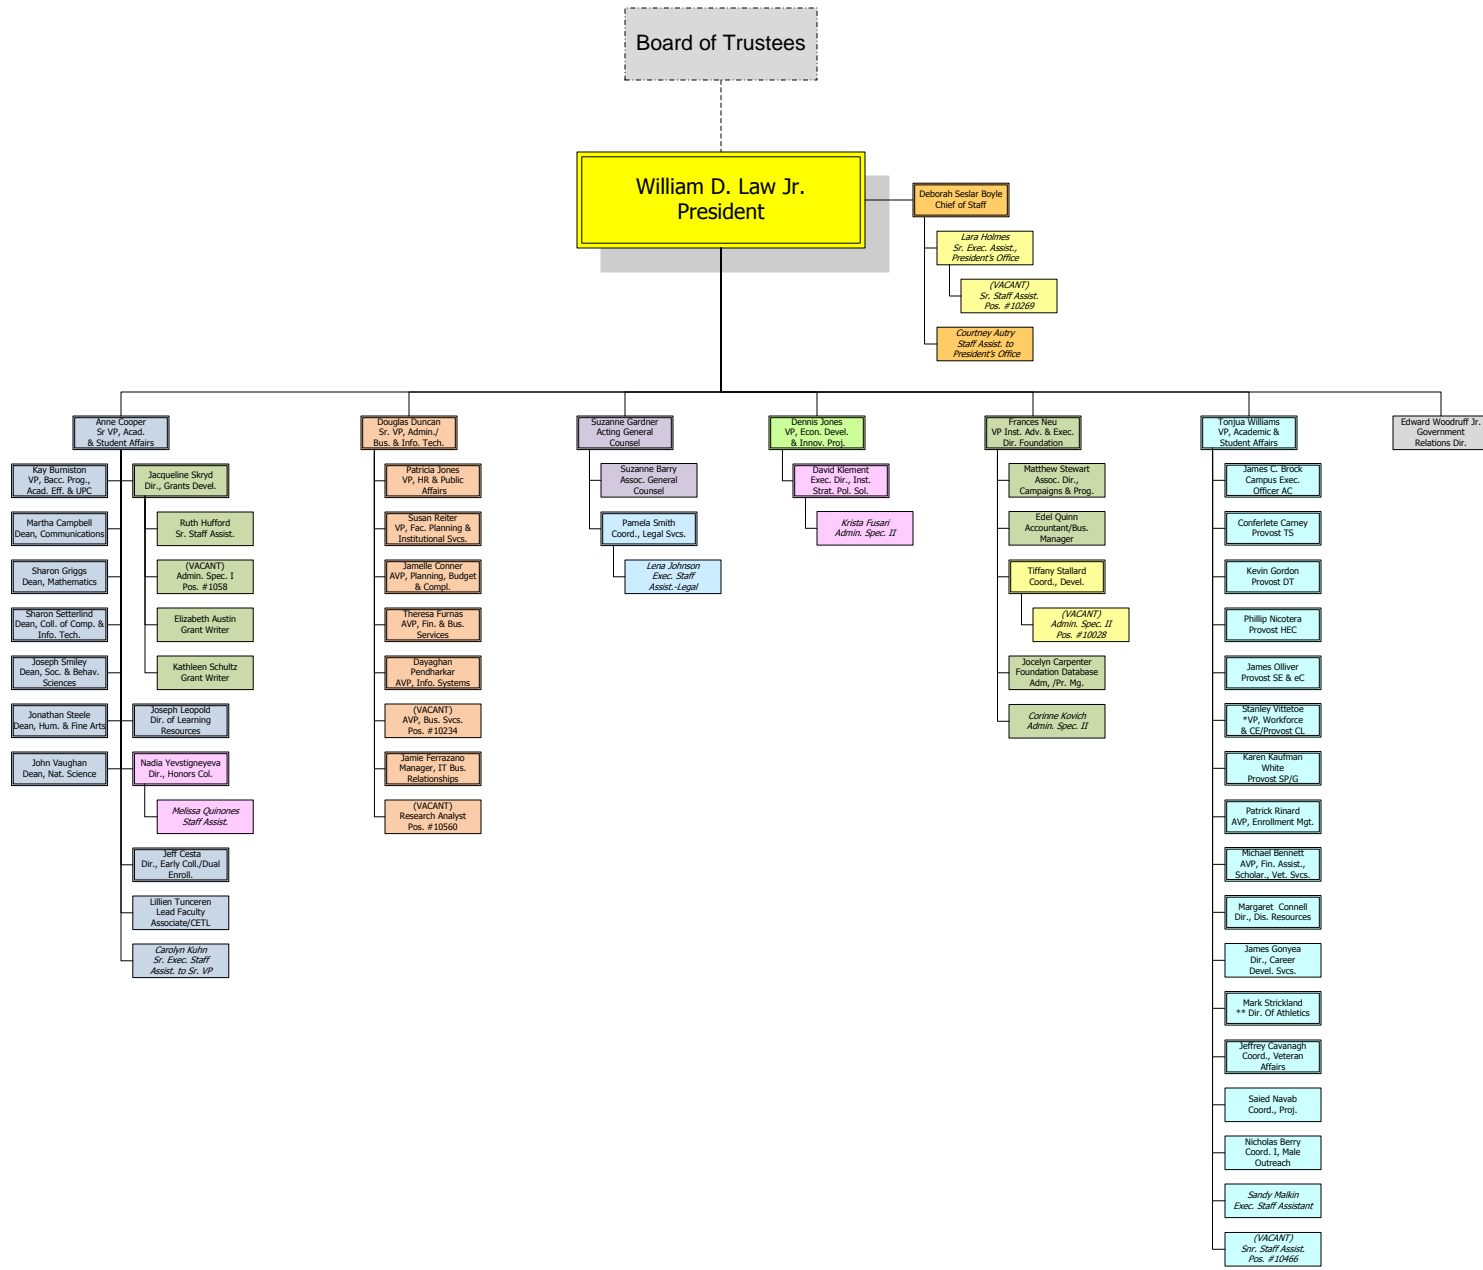 Board of Trustees
William D. Law Jr.
President
Deborah Seslar Boyle
Chief of Staff
Lara Holmes
Sr. Exec. Assist.,
President's Office
(VACANT)
Sr. Staff Assist.
Pos. #10269
Courtney Autry
Staff Assist. to
President's Office
Anne Cooper
Sr VP, Acad.
& Student Affairs
Kay Burniston
VP, Bacc. Prog.,
Acad. Eff. & UPC
Martha Campbell
Dean, Communications
Sharon Griggs
Dean, Mathematics
Sharon Setterlind
Dean, Coll. of Comp. &
Info. Tech.
Joseph Smiley
Dean, Soc. & Behav.
Sciences
Jonathan Steele
Dean, Hum. & Fine Arts
John Vaughan
Dean, Nat. Science
Jacqueline Skryd
Dir., Grants Devel.
Ruth Hufford
Sr. Staff Assist.
(VACANT)
Admin. Spec. I
Pos. #1058
Elizabeth Austin
Grant Writer
Kathleen Schultz
Grant Writer
Joseph Leopold
Dir. of Learning
Resources
Nadia Yevstigneyeva
Dir., Honors Col.
Melissa Quinones
Staff Assist.
Jeff Cesta
Dir., Early Coll./Dual
Enroll.
Lillien Tunceren
Lead Faculty
Associate/CETL
Carolyn Kuhn
Sr. Exec. Staff
Assist. to Sr. VP
Douglas Duncan
Sr. VP, Admin./
Bus. & Info. Tech.
Patricia Jones
VP, HR & Public
Affairs
Susan Reiter
VP, Fac. Planning &
Institutional Svcs.
Jamelle Conner
AVP, Planning, Budget
& Compl.
Theresa Furnas
AVP, Fin. & Bus.
Services
Dayaghan
Pendharkar
AVP, Info. Systems
(VACANT)
AVP, Bus. Svcs.
Pos. #10234
Jamie Ferrazano
Manager, IT Bus.
Relationships
(VACANT)
Research Analyst
Pos. #10560
Suzanne Gardner
Acting General
Counsel
Suzanne Barry
Assoc. General
Counsel
Pamela Smith
Coord., Legal Svcs.
Lena Johnson
Exec. Staff
Assist.-Legal
Dennis Jones
VP, Econ. Devel.
& Innov. Proj.
David Klement
Exec. Dir., Inst.
Strat. Pol. Sol.
Krista Fusari
Admin. Spec. II
Frances Neu
VP Inst. Adv. & Exec.
Dir. Foundation
Matthew Stewart
Assoc. Dir.,
Campaigns & Prog.
Edel Quinn
Accountant/Bus.
Manager
Tiffany Stallard
Coord., Devel.
(VACANT)
Admin. Spec. II
Pos. #10028
Jocelyn Carpenter
Foundation Database
Adm, /Pr. Mg.
Corinne Kovich
Admin. Spec. II
Tonjua Williams
VP, Academic &
Student Affairs
James C. Brock
Campus Exec.
Officer AC
Conferlete Carney
Provost TS
Kevin Gordon
Provost DT
Phillip Nicotera
Provost HEC
James Olliver
Provost SE & eC
Stanley Vittetoe
*VP, Workforce
& CE/Provost CL
Karen Kaufman
White
Provost SP/G
Patrick Rinard
AVP, Enrollment Mgt.
Michael Bennett
AVP, Fin. Assist.,
Scholar., Vet. Svcs.
Margaret Connell
Dir., Dis. Resources
James Gonyea
Dir., Career
Devel. Svcs.
Mark Strickland
** Dir. Of Athletics
Jeffrey Cavanagh
Coord., Veteran
Affairs
Saied Navab
Coord., Proj.
Nicholas Berry
Coord. I, Male
Outreach
Sandy Malkin
Exec. Staff Assistant
(VACANT)
Snr. Staff Assist.
Pos. #10466
Edward Woodruff Jr.
Government
Relations Dir.